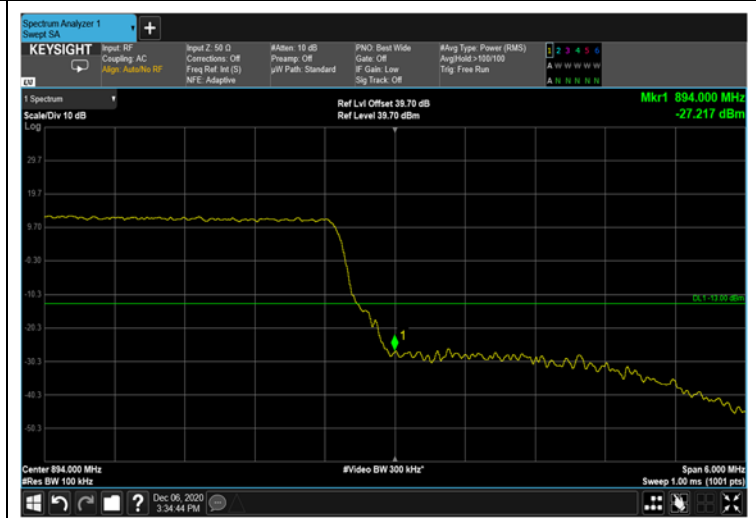 Spectrum Analyzer 1
Swept SA
+
KEYSIGHT
Input: RF
Coupling: AC
Align: Auto/No RF
Input Z: 50 Ω
Corrections: Off
Freq Ref: Int (S)
NFE: Adaptive
#Atten: 10 dB
Preamp: Off
µW Path: Standard
PNO: Best Wide
Gate: Off
IF Gain: Low
Sig Track: Off
#Avg Type: Power (RMS)
Avg|Hold:>100/100
Trig: Free Run
1 2 3 4 5 6
A W W W W W
A N N N N N
LXI
1 Spectrum
Scale/Div 10 dB
Log
Ref Lvl Offset 39.70 dB
Ref Level 39.70 dBm
Mkr1 894.000 MHz
-27.217 dBm
29.7
19.7
9.70
-0.30
-10.3
DL1 -13.00 dBm
-20.3
1
-30.3
-40.3
-50.3
Center 894.000 MHz
#Res BW 100 kHz
#Video BW 300 kHz*
Span 6.000 MHz
Sweep 1.00 ms (1001 pts)
?
Dec 06, 2020
3:34:44 PM